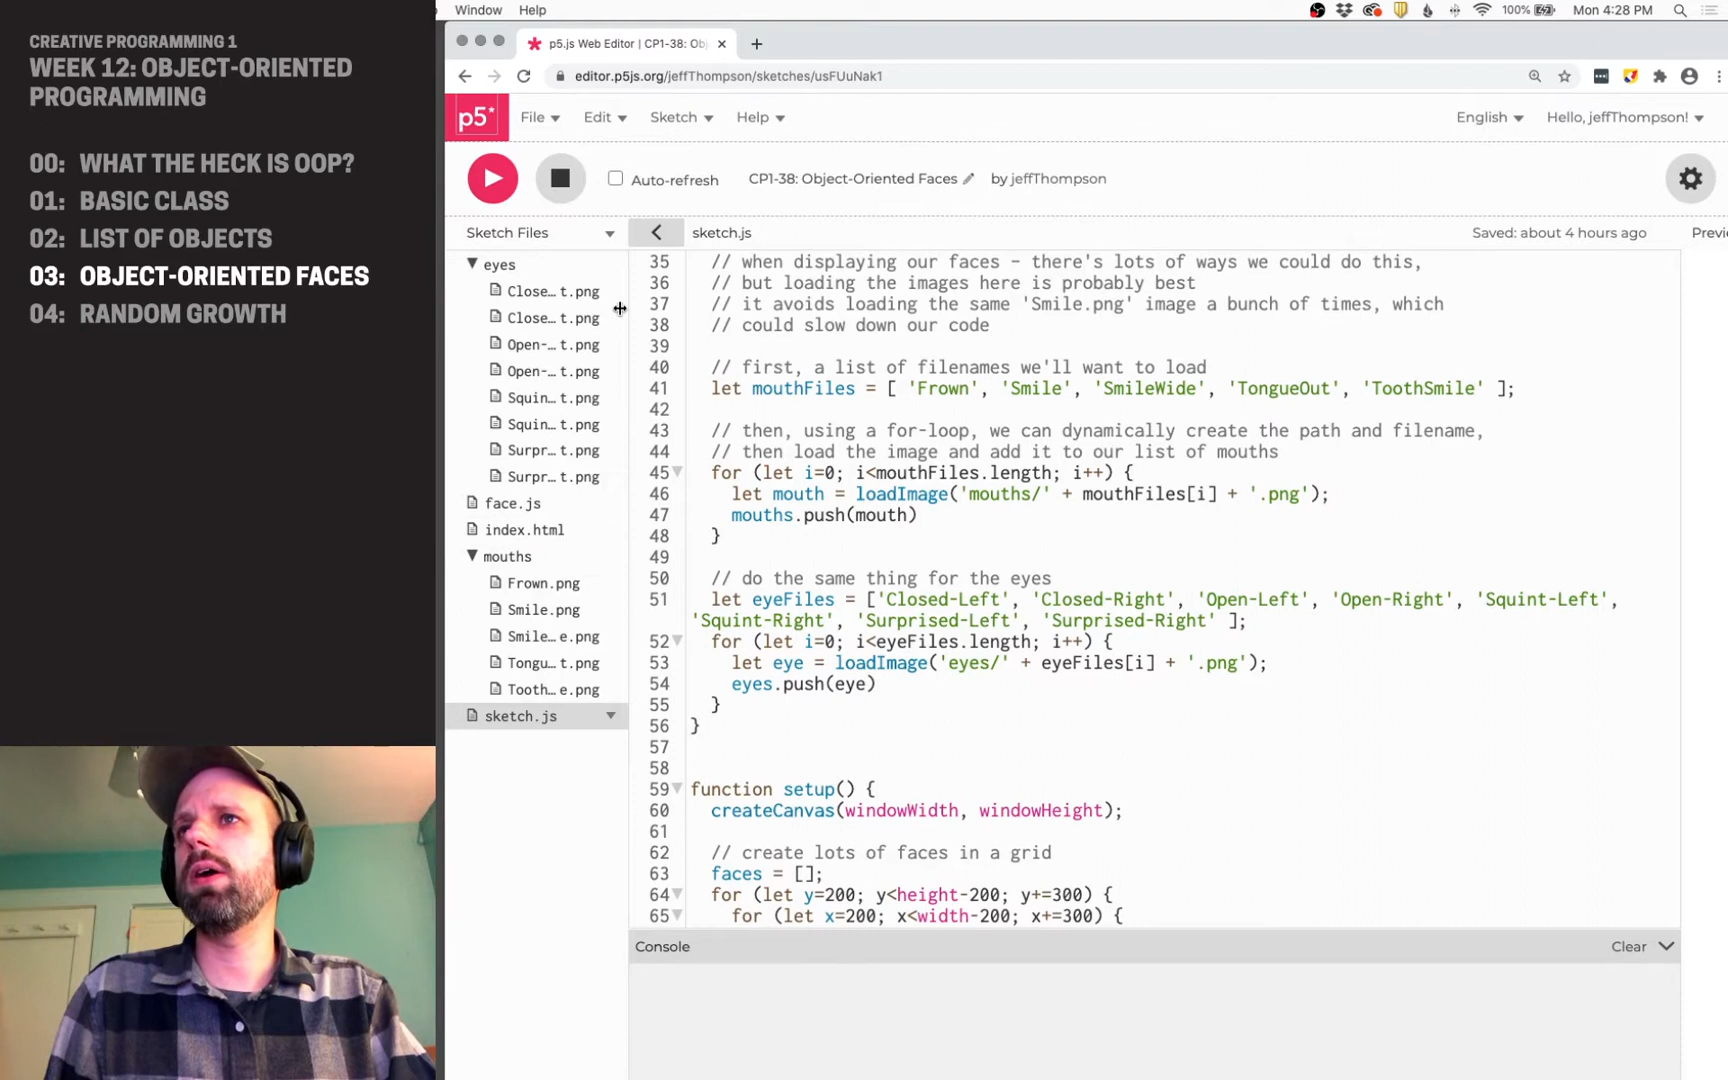 CREATIVE PROGRAMMING 1
WEEK 12: OBJECT-ORIENTED
PROGRAMMING
00: WHAT THE HECK IS OOP?
01: BASIC CLASS
02: LIST OF OBJECTS
03: OBJECT-ORIENTED FACES
04: RANDOM GROWTH
Window Help
100% Mon 4:28 PM
p5.js Web Editor | CP1-38: Obj
editor.p5js.org/jeffThompson/sketches/usFUuNak1
p5* File Edit Sketch Help English Hello, jeffThompson!
Auto-refresh CP1-38: Object-Oriented Faces by jeffThompson
Sketch Files sketch.js Saved: about 4 hours ago Previ
eyes
Close… t.png
Close… t.png
Open-… t.png
Open-… t.png
Squin… t.png
Squin… t.png
Surpr… t.png
Surpr… t.png
face.js
index.html
mouths
Frown.png
Smile.png
Smile… e.png
Tongu… t.png
Tooth… e.png
sketch.js
35 // when displaying our faces – there's lots of ways we could do this,
36 // but loading the images here is probably best
37 // it avoids loading the same 'Smile.png' image a bunch of times, which
38 // could slow down our code
39
40 // first, a list of filenames we'll want to load
41 let mouthFiles = [ 'Frown', 'Smile', 'SmileWide', 'TongueOut', 'ToothSmile' ];
42
43 // then, using a for-loop, we can dynamically create the path and filename,
44 // then load the image and add it to our list of mouths
45 for (let i=0; i<mouthFiles.length; i++) {
46 let mouth = loadImage('mouths/' + mouthFiles[i] + '.png');
47 mouths.push(mouth)
48 }
49
50 // do the same thing for the eyes
51 let eyeFiles = ['Closed-Left', 'Closed-Right', 'Open-Left', 'Open-Right', 'Squint-Left',
'Squint-Right', 'Surprised-Left', 'Surprised-Right' ];
52 for (let i=0; i<eyeFiles.length; i++) {
53 let eye = loadImage('eyes/' + eyeFiles[i] + '.png');
54 eyes.push(eye)
55 }
56 }
57
58
59 function setup() {
60 createCanvas(windowWidth, windowHeight);
61
62 // create lots of faces in a grid
63 faces = [];
64 for (let y=200; y<height-200; y+=300) {
65 for (let x=200; x<width-200; x+=300) {
Console Clear